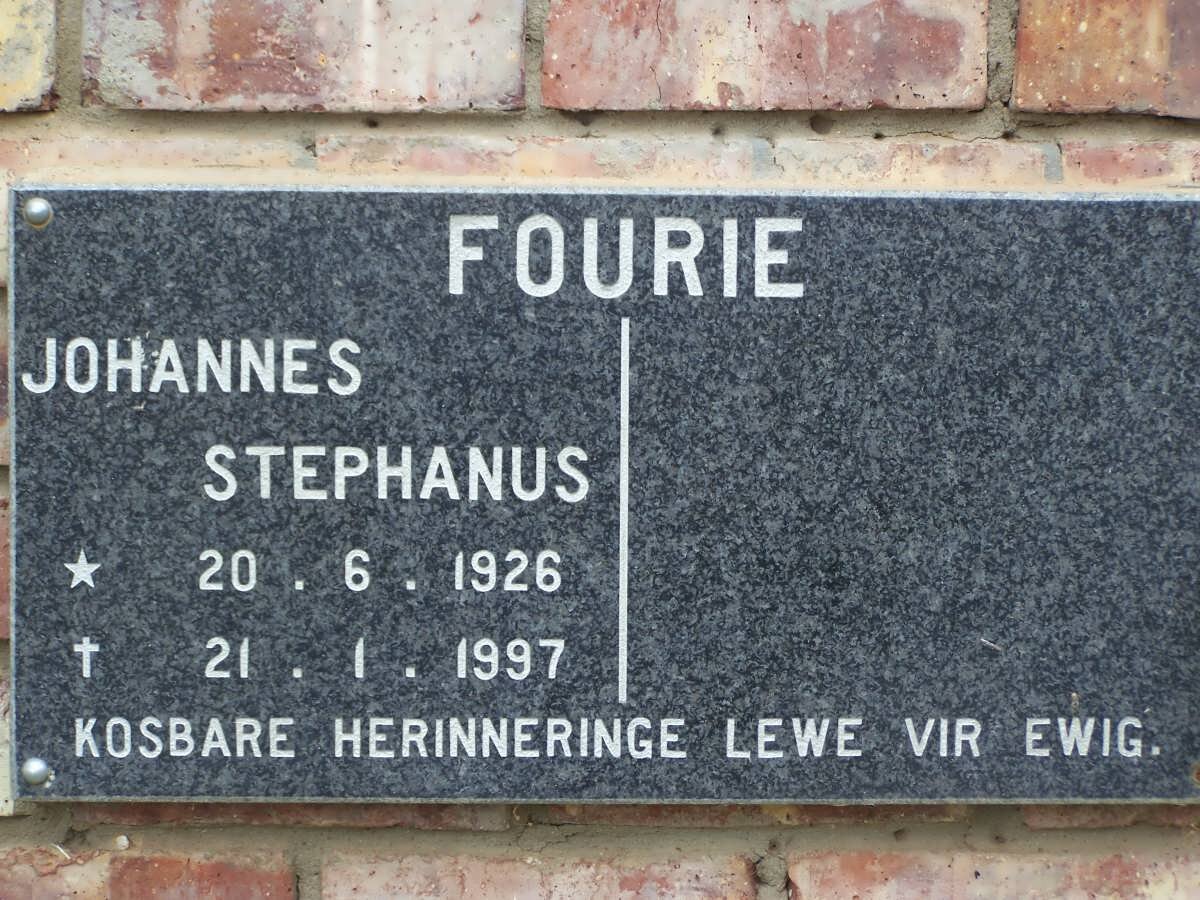 FOURIE
JOHANNES
STEPHANUS
★ 20 . 6 . 1926
✝ 21 . 1 . 1997
KOSBARE HERINNERINGE LEWE VIR EWIG.